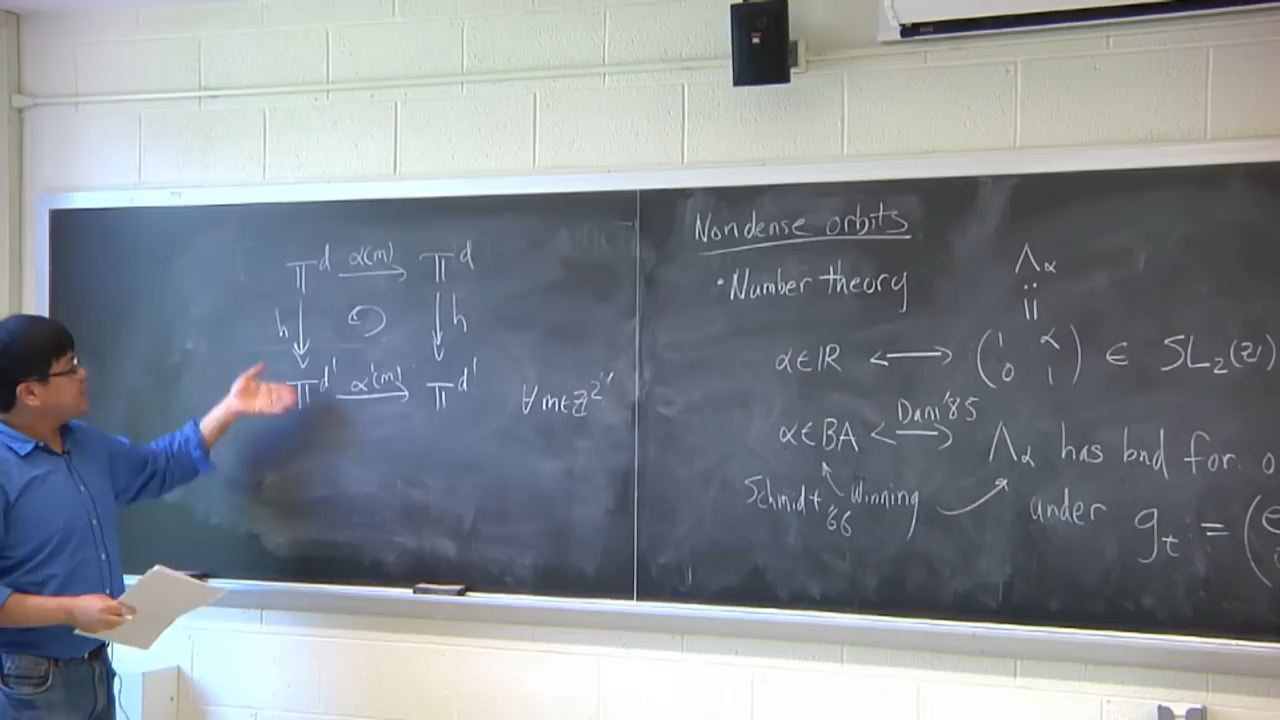 𝕋^d α(m) → 𝕋^d
h ↓ ↺ ↓ h
𝕋^d' α'(m) → 𝕋^d'
∀ m ∈ ℤ^2''
Nondense orbits
• Number theory
Λ_α
α ∈ ℝ ⟷ (1 α
0 1) ∈ SL_2(ℤ)
Dani '85
α ∈ BA ⟷ Λ_α has bnd for.
Schmidt '66 Winning
under g_t = (e